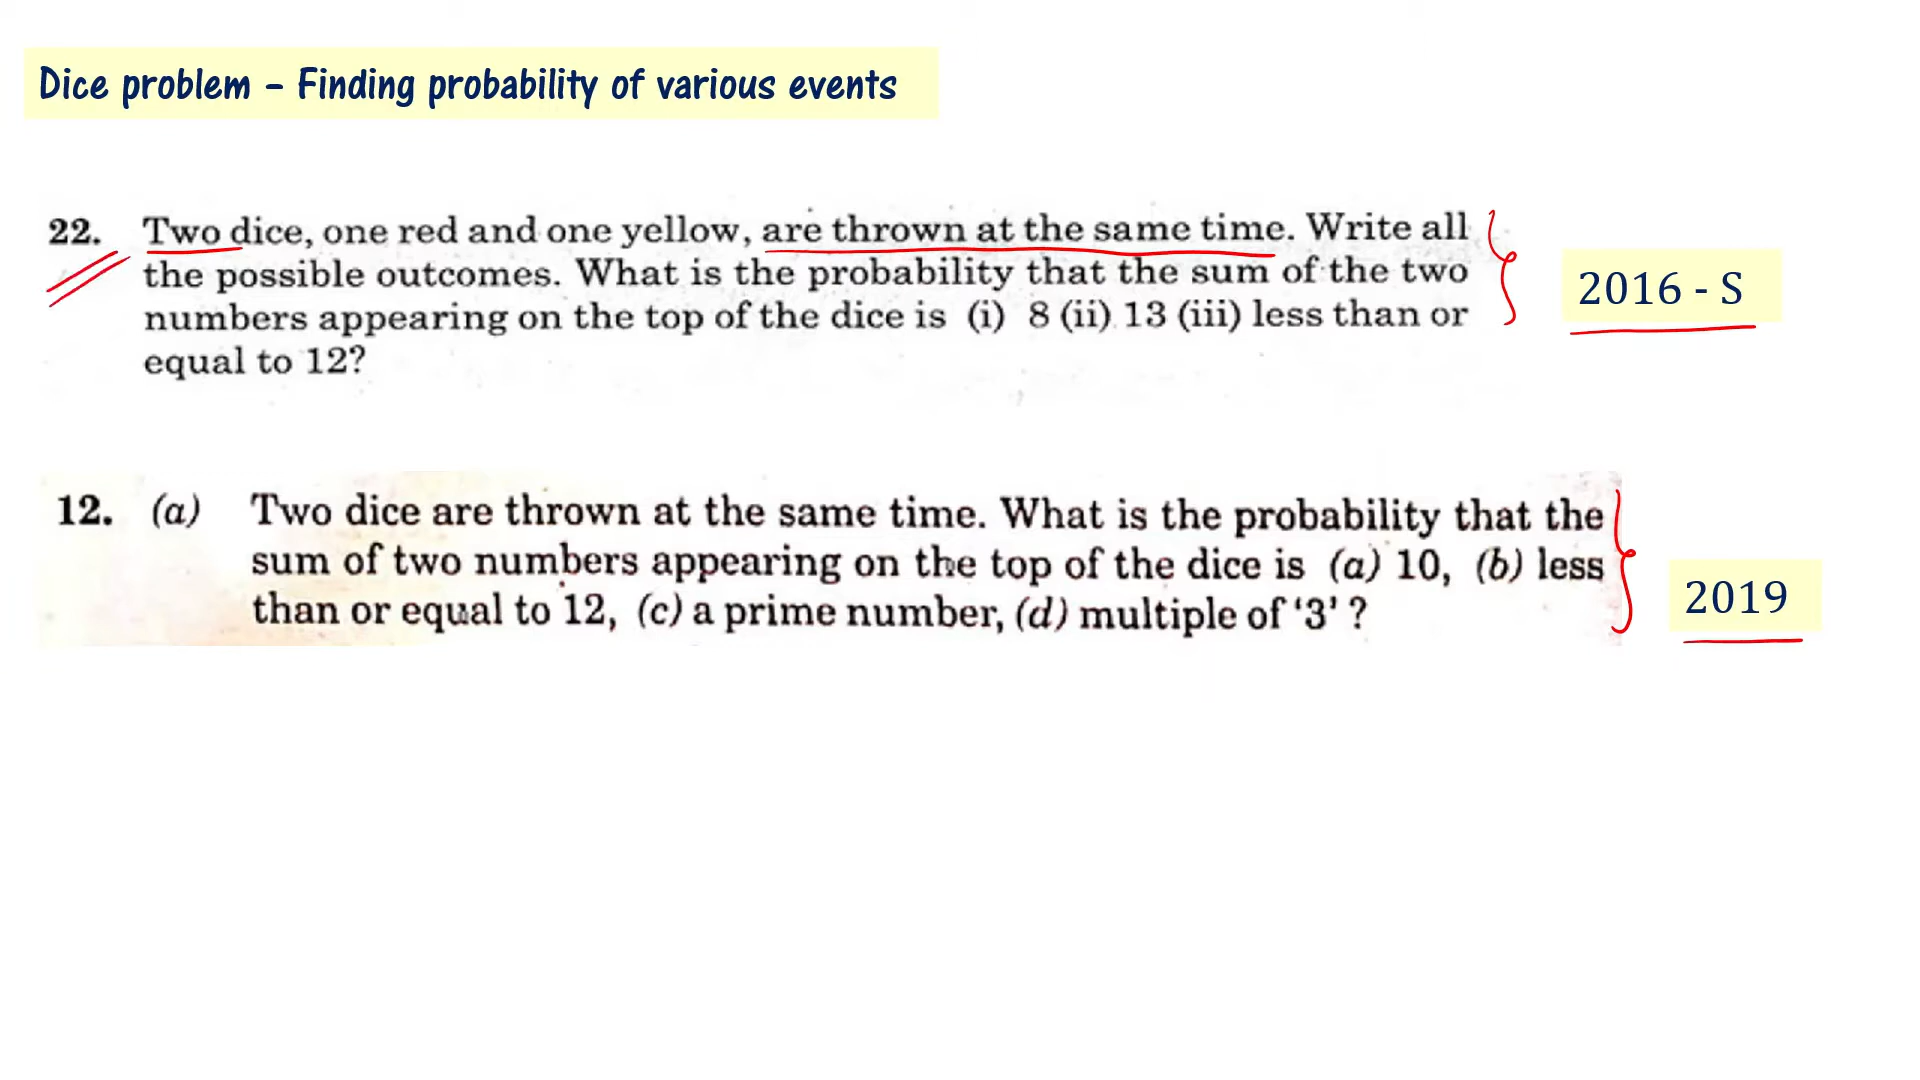 Dice problem – Finding probability of various events
22. Two dice, one red and one yellow, are thrown at the same time. Write all
the possible outcomes. What is the probability that the sum of the two
numbers appearing on the top of the dice is (i) 8 (ii) 13 (iii) less than or
equal to 12?
2016 - S
12. (a) Two dice are thrown at the same time. What is the probability that the
sum of two numbers appearing on the top of the dice is (a) 10, (b) less
than or equal to 12, (c) a prime number, (d) multiple of ‘3’ ?
2019